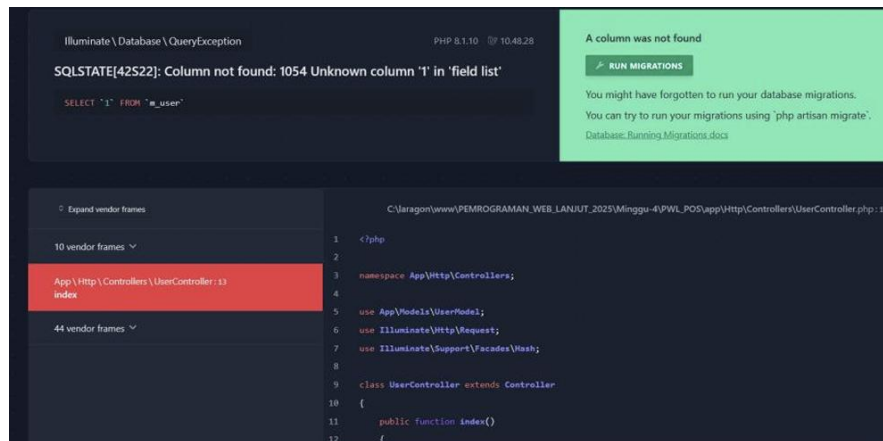 Illuminate \ Database \ QueryException
PHP 8.1.10 10.48.28
SQLSTATE[42S22]: Column not found: 1054 Unknown column '1' in 'field list'
SELECT `1` FROM `m_user`
A column was not found
RUN MIGRATIONS
You might have forgotten to run your database migrations.
You can try to run your migrations using `php artisan migrate`.
Database: Running Migrations docs
Expand vendor frames
10 vendor frames
App \ Http \ Controllers \ UserController : 13
index
44 vendor frames
C:\laragon\www\PEMROGRAMAN_WEB_LANJUT_2025\Minggu-4\PWL_POS\app\Http\Controllers\UserController.php :
1 <?php
2
3 namespace App\Http\Controllers;
4
5 use App\Models\UserModel;
6 use Illuminate\Http\Request;
7 use Illuminate\Support\Facades\Hash;
8
9 class UserController extends Controller
10 {
11 public function index()
12 {